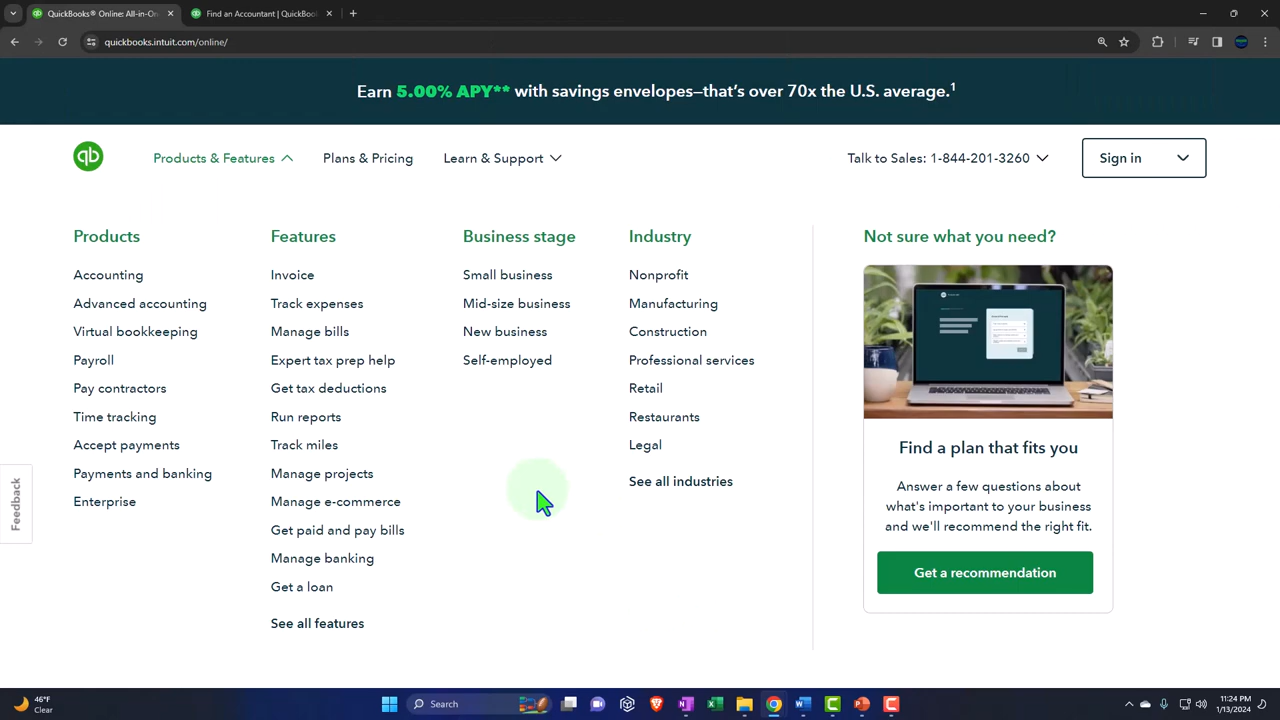 QuickBooks® Online All-in-On
Find an Accountant | QuickBook
quickbooks.intuit.com/online/
Earn 5.00% APY** with savings envelopes—that's over 70x the U.S. average.¹
qb
Products & Features
Plans & Pricing
Learn & Support
Talk to Sales: 1-844-201-3260
Sign in
Products
Accounting
Advanced accounting
Virtual bookkeeping
Payroll
Pay contractors
Time tracking
Accept payments
Payments and banking
Enterprise
Features
Invoice
Track expenses
Manage bills
Expert tax prep help
Get tax deductions
Run reports
Track miles
Manage projects
Manage e-commerce
Get paid and pay bills
Manage banking
Get a loan
See all features
Business stage
Small business
Mid-size business
New business
Self-employed
Industry
Nonprofit
Manufacturing
Construction
Professional services
Retail
Restaurants
Legal
See all industries
Not sure what you need?
Find a plan that fits you
Answer a few questions about
what's important to your business
and we'll recommend the right fit.
Get a recommendation
Feedback
46°F
Clear
Search
11:24 PM
1/13/2024